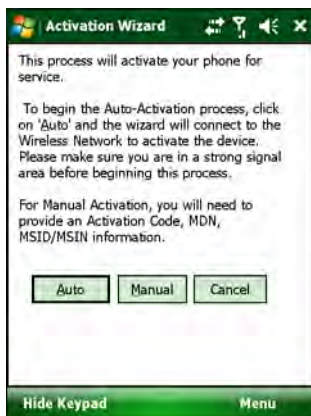 Activation Wizard
This process will activate your phone for
service.
To begin the Auto-Activation process, click
on 'Auto' and the wizard will connect to the
Wireless Network to activate the device.
Please make sure you are in a strong signal
area before beginning this process.
For Manual Activation, you will need to
provide an Activation Code, MDN,
MSID/MSIN information.
Auto Manual Cancel
Hide Keypad Menu